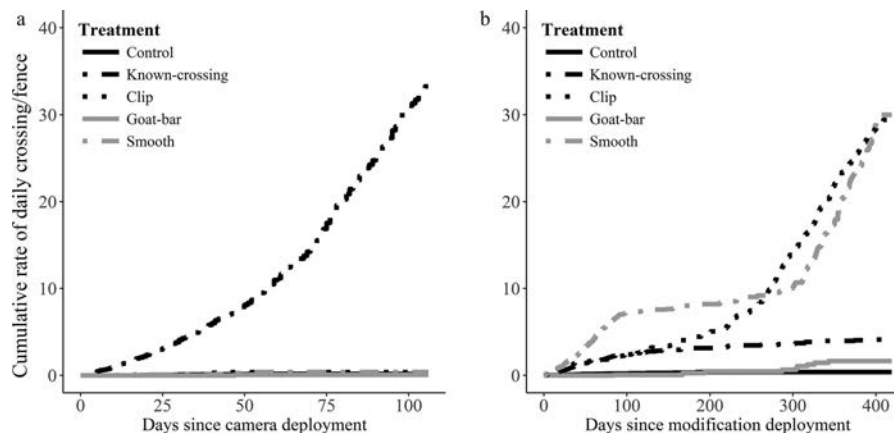 a
Treatment
Control
Known-crossing
Clip
Goat-bar
Smooth
Cumulative rate of daily crossing/fence
40
30
20
10
0
0
25
50
75
100
Days since camera deployment
b
Treatment
Control
Known-crossing
Clip
Goat-bar
Smooth
40
30
20
10
0
0
100
200
300
400
Days since modification deployment